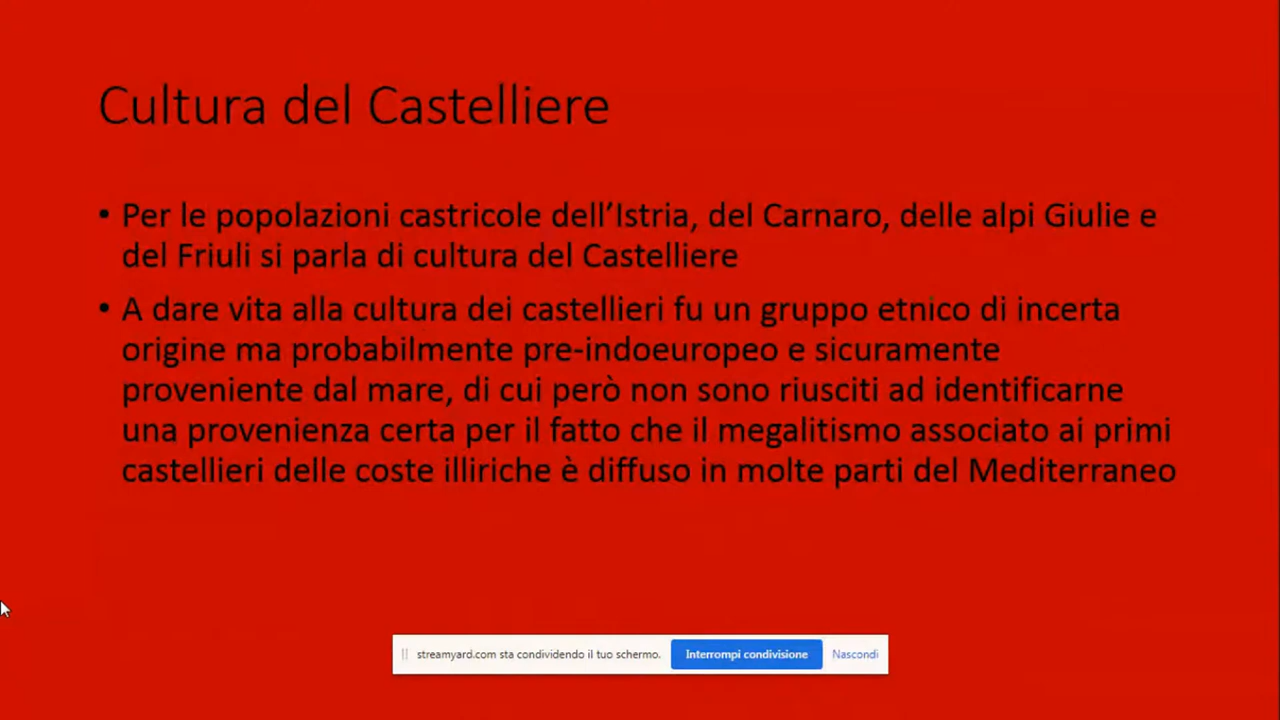 Cultura del Castelliere
• Per le popolazioni castricole dell’Istria, del Carnaro, delle alpi Giulie e
del Friuli si parla di cultura del Castelliere
• A dare vita alla cultura dei castellieri fu un gruppo etnico di incerta
origine ma probabilmente pre-indoeuropeo e sicuramente
proveniente dal mare, di cui però non sono riusciti ad identificarne
una provenienza certa per il fatto che il megalitismo associato ai primi
castellieri delle coste illiriche è diffuso in molte parti del Mediterraneo
streamyard.com sta condividendo il tuo schermo. Interrompi condivisione Nascondi